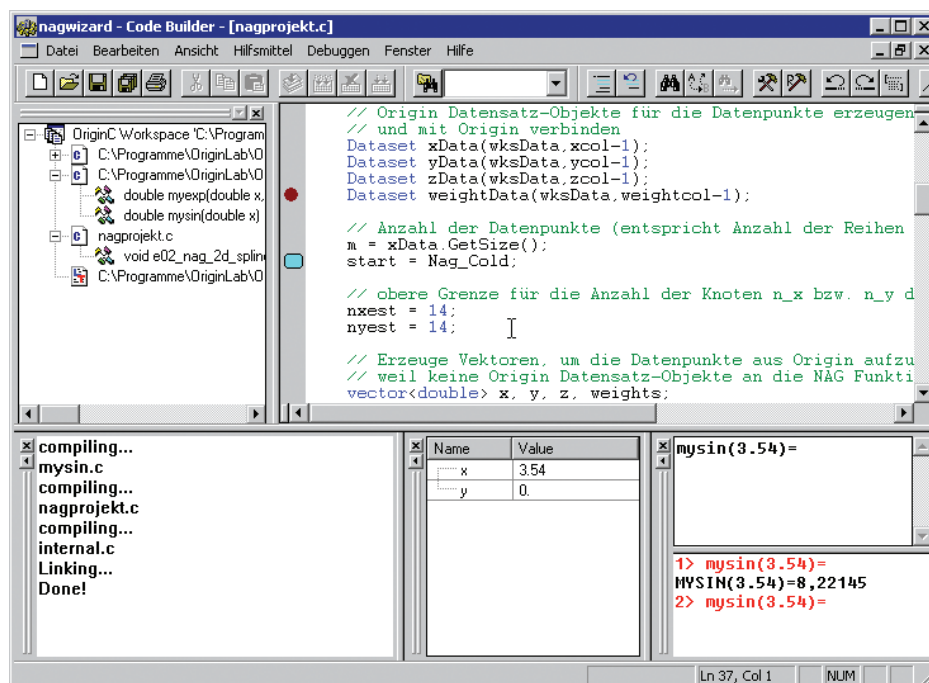 nagwizard - Code Builder - [nagprojekt.c]
Datei Bearbeiten Ansicht Hilfsmittel Debuggen Fenster Hilfe
OriginC Workspace 'C:\Program
C:\Programme\OriginLab\O
C:\Programme\OriginLab\O
double myexp(double x,
double mysin(double x)
nagprojekt.c
void e02_nag_2d_splin
C:\Programme\OriginLab\O
// Origin Datensatz-Objekte für die Datenpunkte erzeugen
// und mit Origin verbinden
Dataset xData(wksData,xcol-1);
Dataset yData(wksData,ycol-1);
Dataset zData(wksData,zcol-1);
Dataset weightData(wksData,weightcol-1);
// Anzahl der Datenpunkte (entspricht Anzahl der Reihen
m = xData.GetSize();
start = Nag_Cold;
// obere Grenze für die Anzahl der Knoten n_x bzw. n_y d
nxest = 14;
nyest = 14;
// Erzeuge Vektoren, um die Datenpunkte aus Origin aufzu
// weil keine Origin Datensatz-Objekte an die NAG Funkti
vector<double> x, y, z, weights;
compiling...
mysin.c
compiling...
nagprojekt.c
compiling...
internal.c
Linking...
Done!
Name Value
x 3.54
y 0.
mysin(3.54)=
1> mysin(3.54)=
MYSIN(3.54)=8,22145
2> mysin(3.54)=
Ln 37, Col 1 NUM